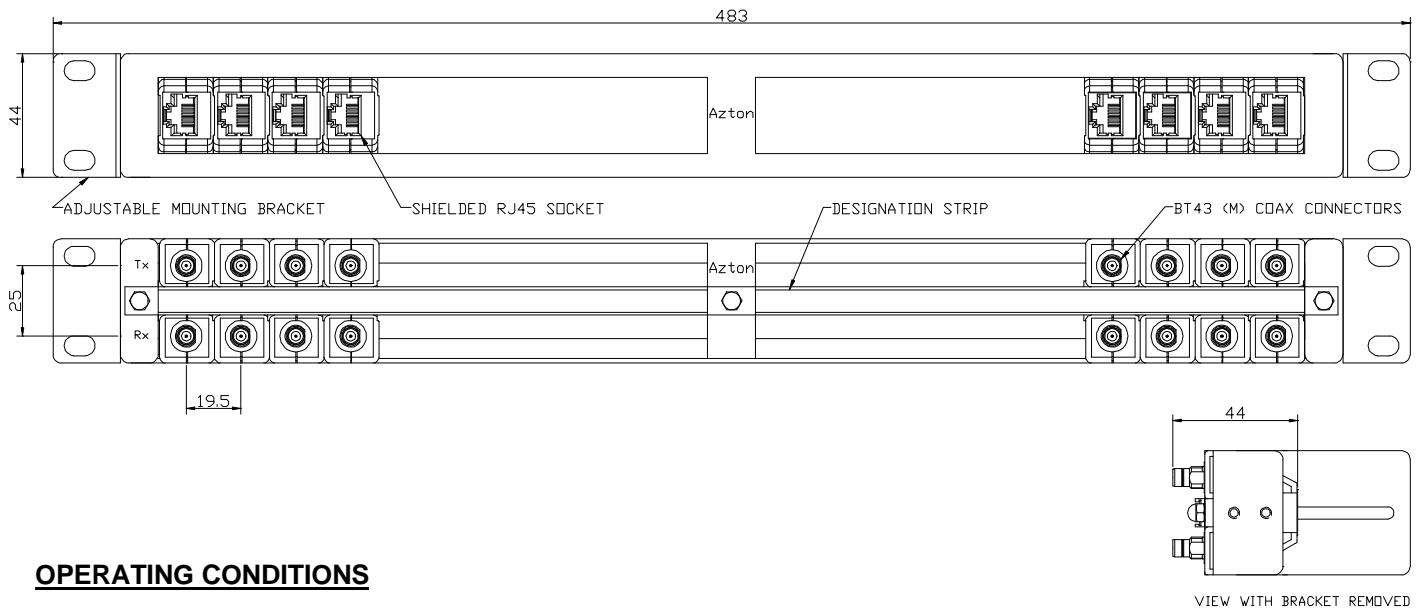 483
44
Azton
ADJUSTABLE MOUNTING BRACKET
SHIELDED RJ45 SOCKET
DESIGNATION STRIP
BT43 (M) COAX CONNECTORS
Tx
Azton
25
Rx
19.5
44
OPERATING CONDITIONS
VIEW WITH BRACKET REMOVED